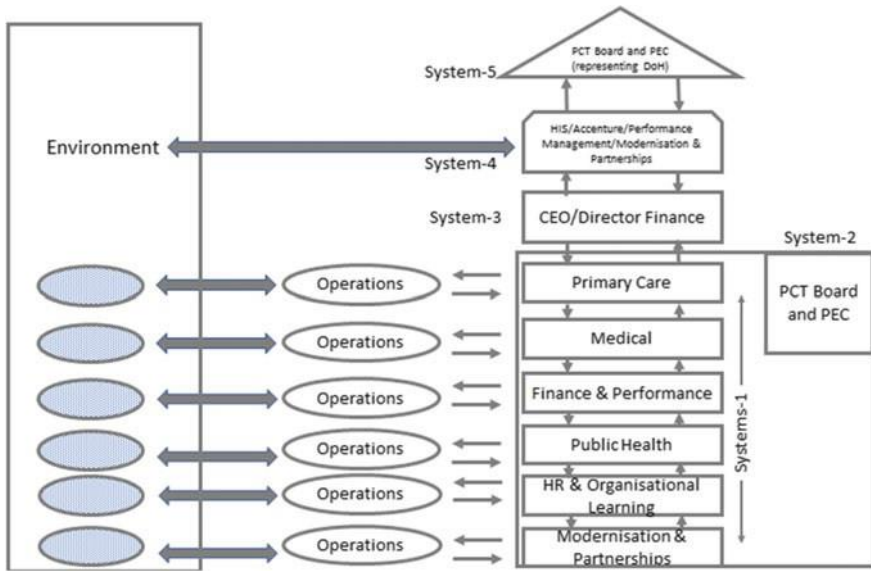 PCT Board and PEC
(representing DoH)
System-5
HIS/Accenture/Performance
Management/Modernisation &
Partnerships
Environment
System-4
System-3
CEO/Director Finance
System-2
Operations
Primary Care
PCT Board
and PEC
Operations
Medical
Operations
Finance & Performance
Systems-1
Operations
Public Health
Operations
HR & Organisational
Learning
Operations
Modernisation &
Partnerships